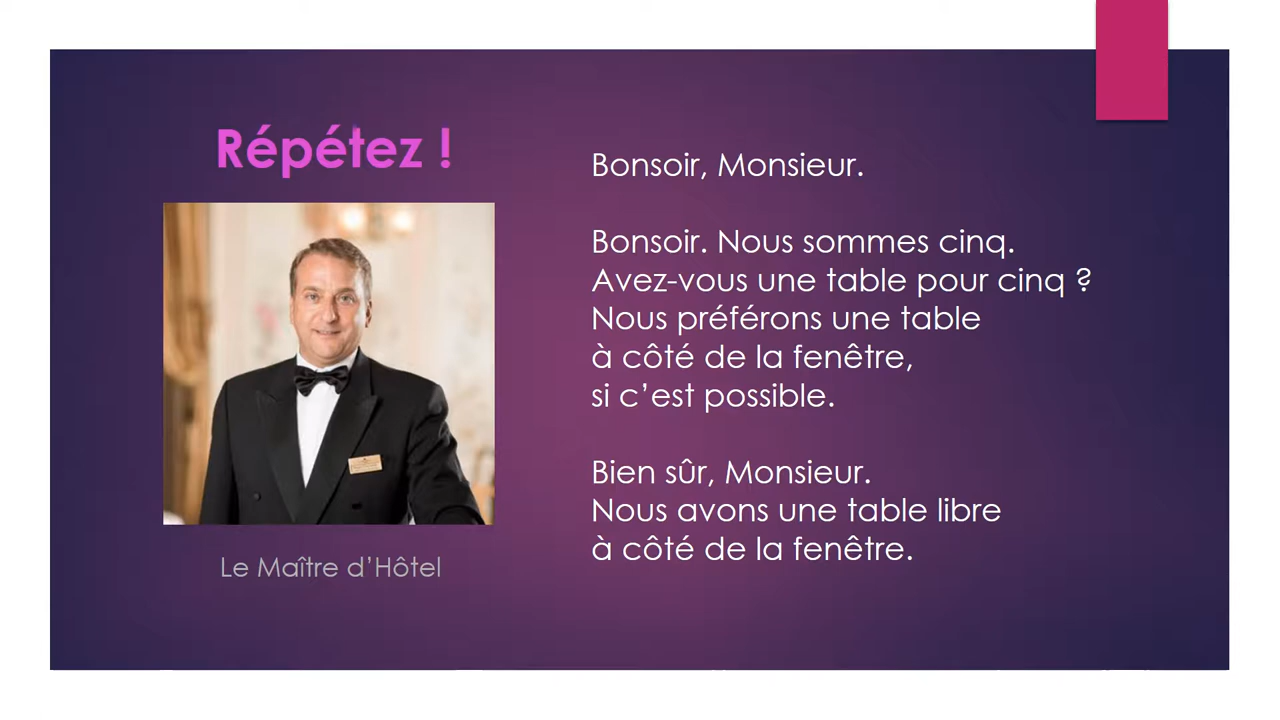 Répétez !
Le Maître d’Hôtel
Bonsoir, Monsieur.
Bonsoir. Nous sommes cinq.
Avez-vous une table pour cinq ?
Nous préférons une table
à côté de la fenêtre,
si c’est possible.
Bien sûr, Monsieur.
Nous avons une table libre
à côté de la fenêtre.